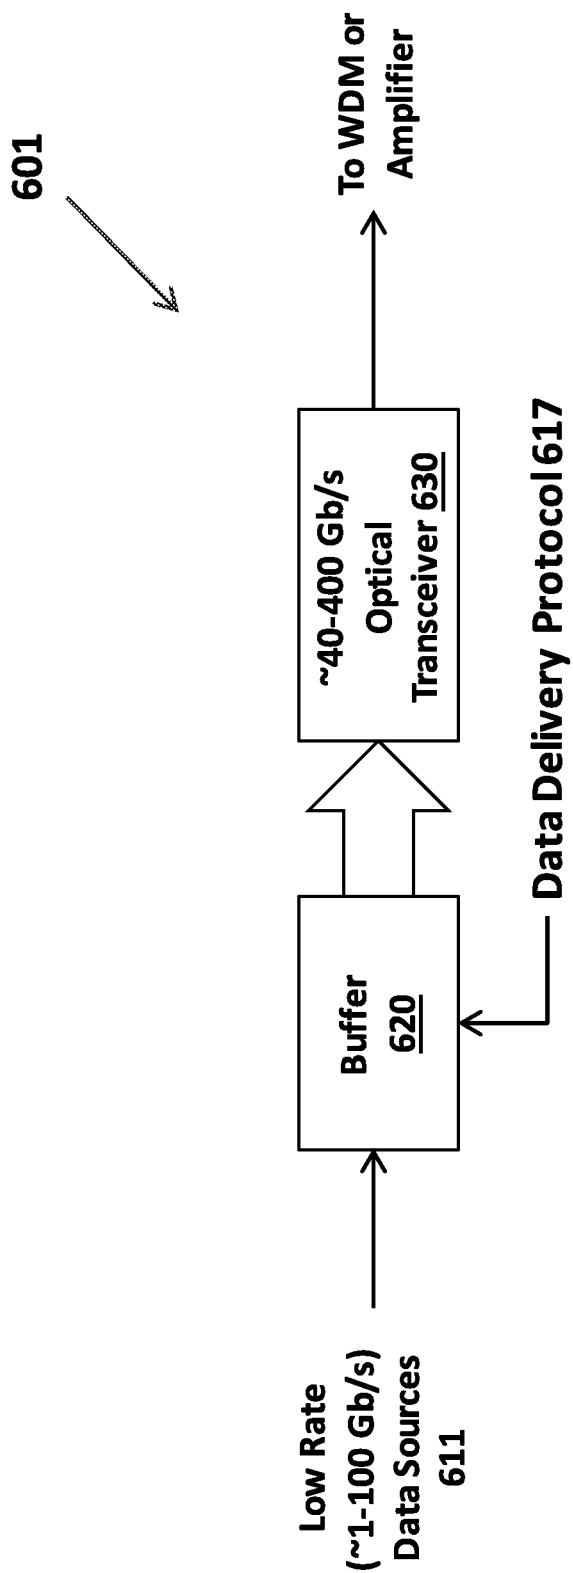 601
Low Rate
(~1-100 Gb/s)
Data Sources
611
Buffer
620
~40-400 Gb/s
Optical
Transceiver 630
To WDM or
Amplifier
Data Delivery Protocol 617